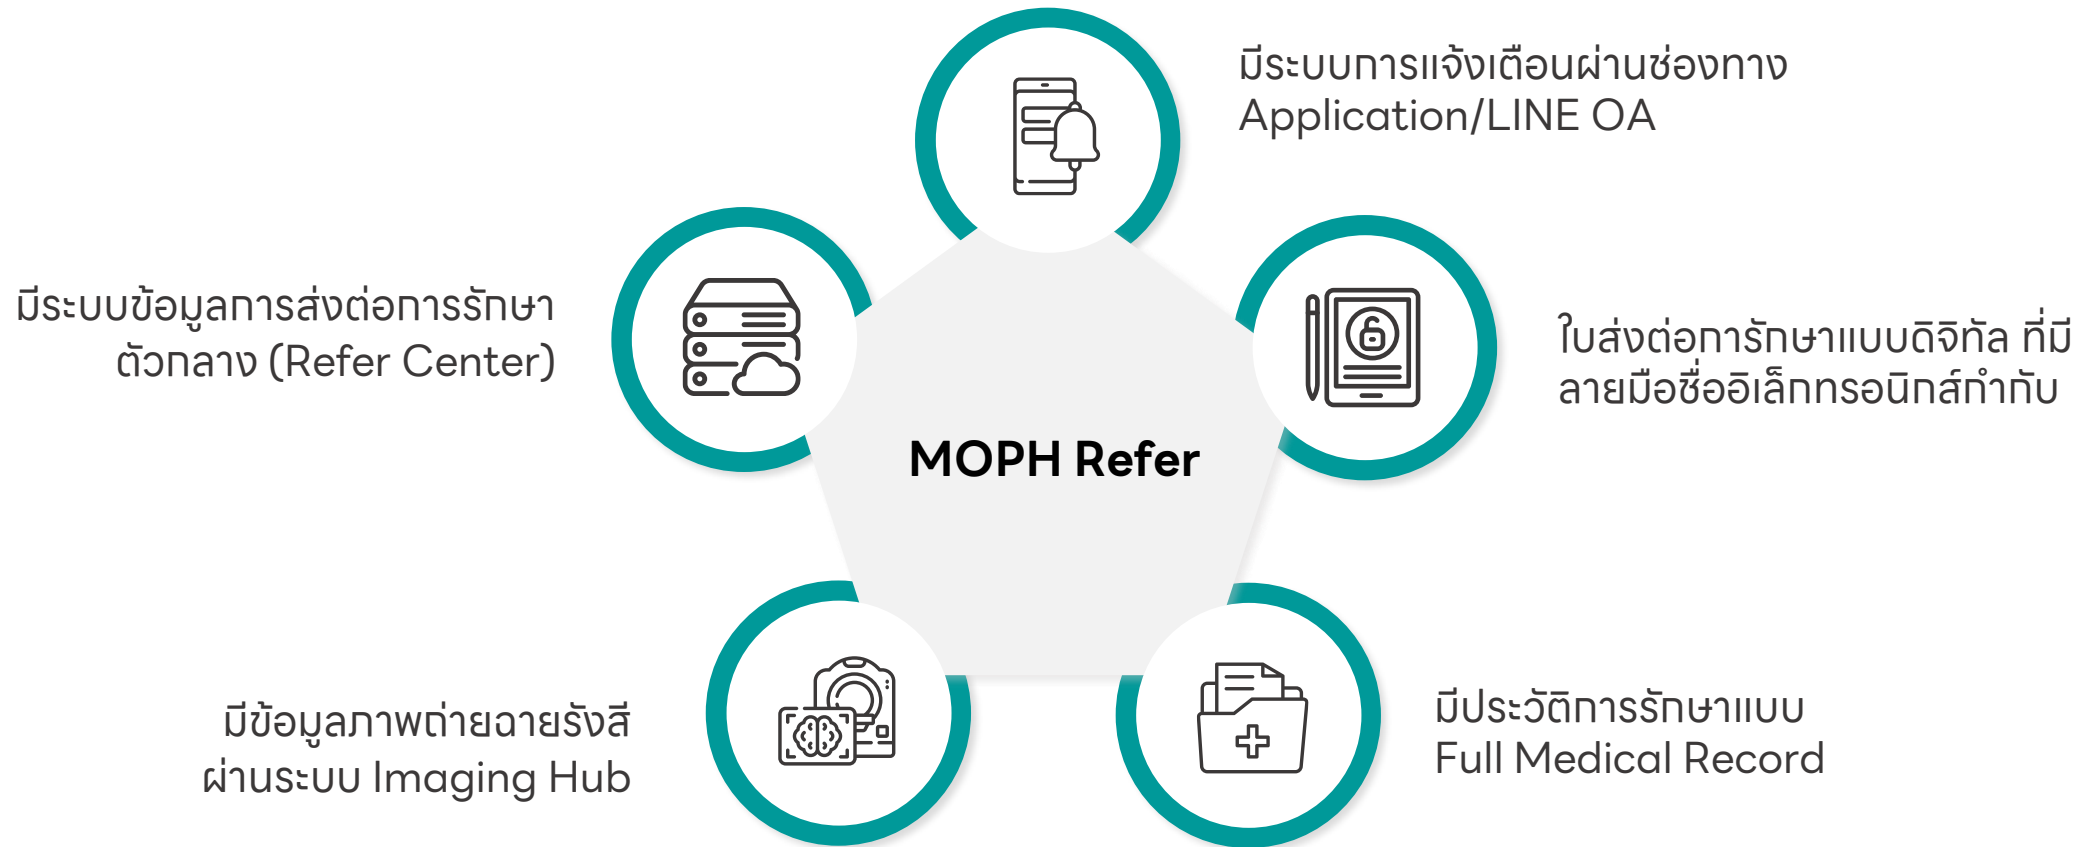 มีระบบการแจ้งเตือนผ่านช่องทาง
Application/LINE OA
มีระบบข้อมูลการส่งต่อการรักษา
ตัวกลาง (Refer Center)
ใบส่งต่อการักษาแบบดิจิทัล ที่มี
ลายมือชื่ออิเล็กทรอนิกส์กำกับ
MOPH Refer
มีข้อมูลภาพถ่ายฉายรังสี
ผ่านระบบ Imaging Hub
มีประวัติการรักษาแบบ
Full Medical Record